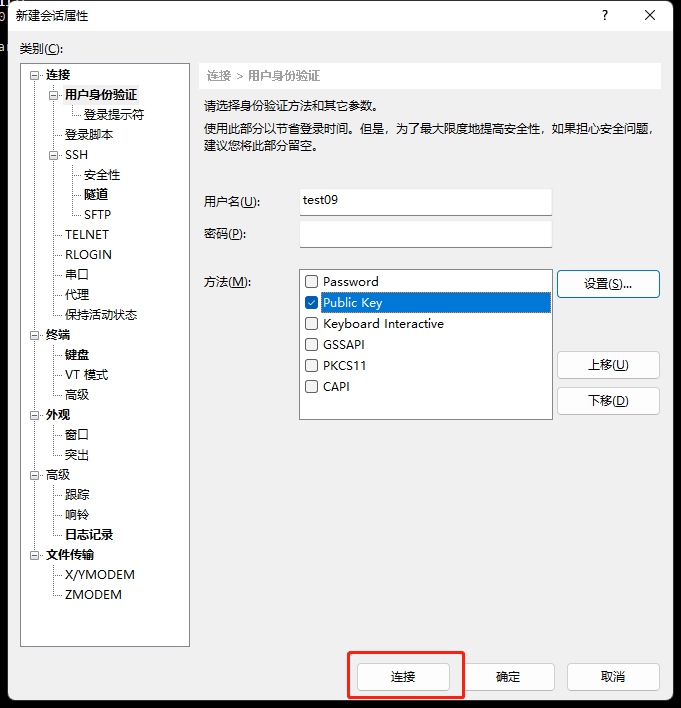 新建会话属性
?
类别(C):
连接
用户身份验证
登录提示符
登录脚本
SSH
安全性
隧道
SFTP
TELNET
RLOGIN
串口
代理
保持活动状态
终端
键盘
VT 模式
高级
外观
窗口
突出
高级
跟踪
响铃
日志记录
文件传输
X/YMODEM
ZMODEM
连接 > 用户身份验证
请选择身份验证方法和其它参数。
使用此部分以节省登录时间。但是，为了最大限度地提高安全性，如果担心安全问题，
建议您将此部分留空。
用户名(U):
test09
密码(P):
方法(M):
Password
Public Key
Keyboard Interactive
GSSAPI
PKCS11
CAPI
设置(S)...
上移(U)
下移(D)
连接
确定
取消